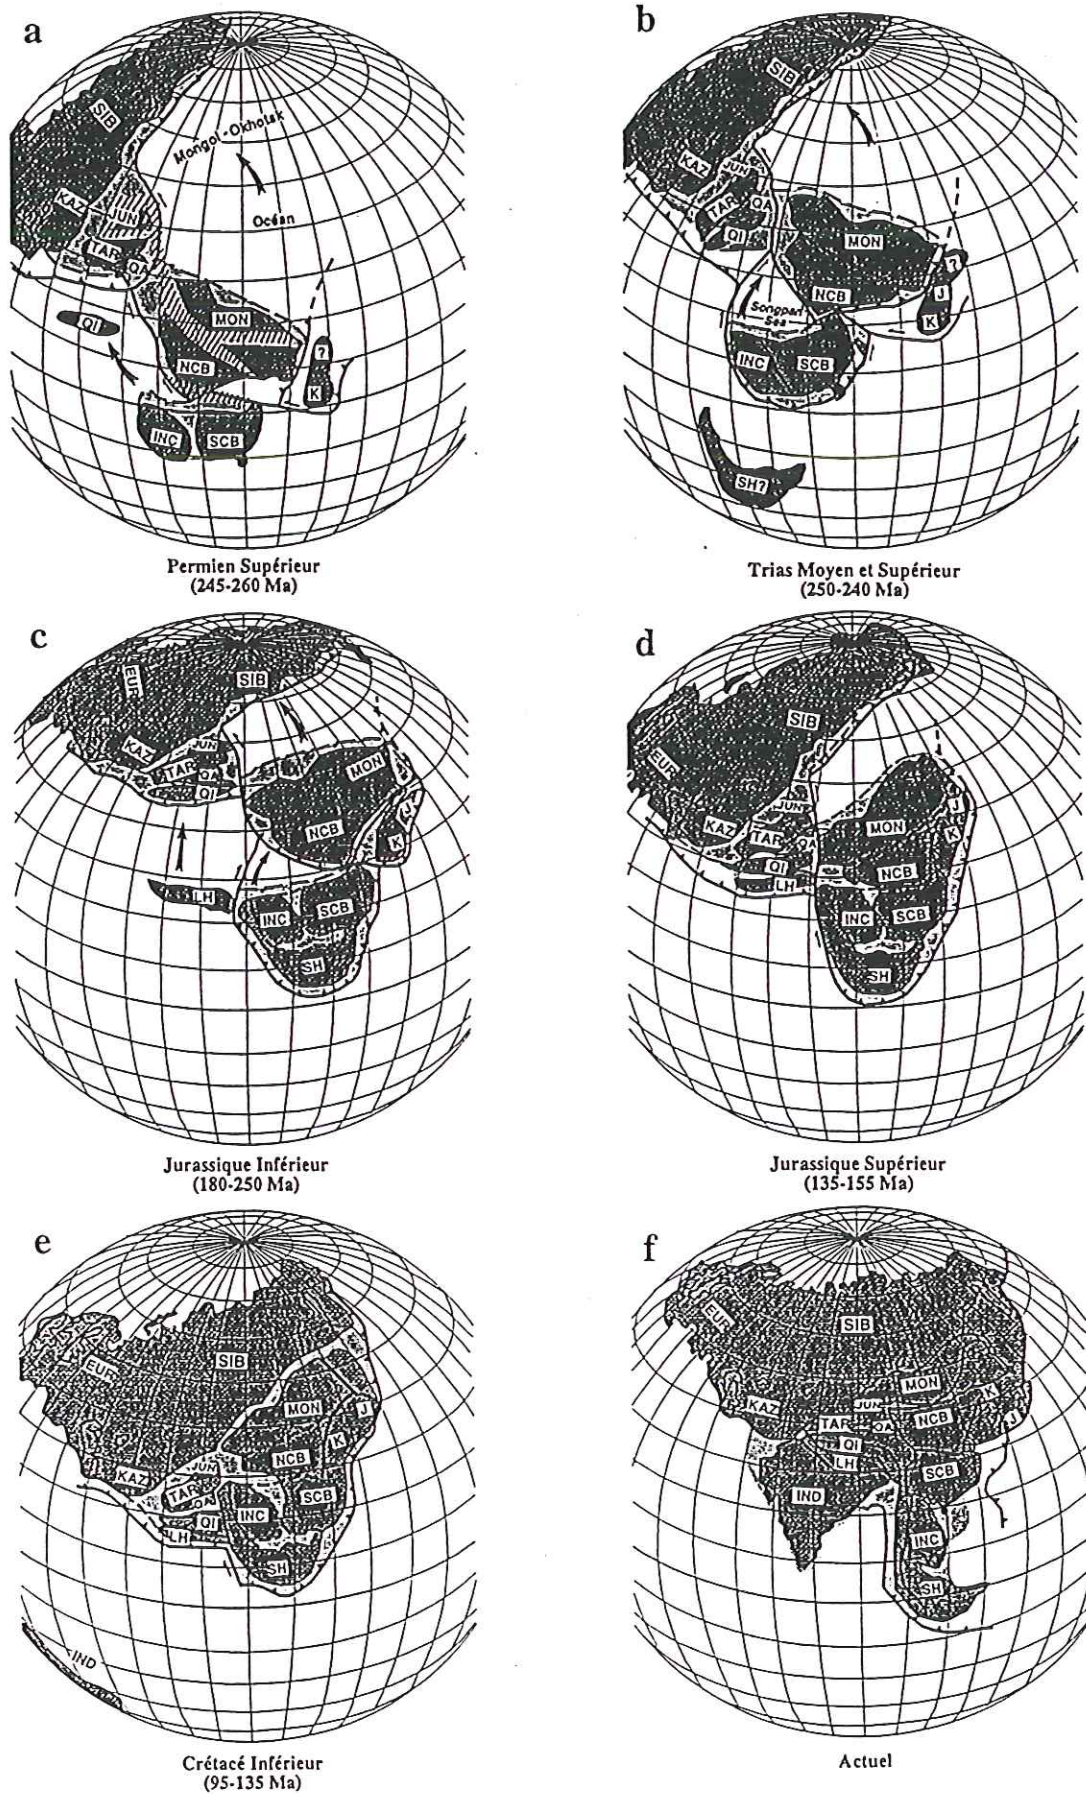 a
SIB
Mongol-Okhotsk
Océan
KAZ
JUN
TAR
QA
QI
MON
NCB
?
K
INC
SCB
Permien Supérieur
(245-260 Ma)
b
SIB
KAZ
JUN
TAR
QA
QI
MON
?
NCB
J
K
Songpan
Sea
INC
SCB
SH?
Trias Moyen et Supérieur
(250-240 Ma)
c
EUR
SIB
KAZ
JUN
TAR
QA
QI
MON
NCB
J
K
LH
INC
SCB
SH
Jurassique Inférieur
(180-250 Ma)
d
SIB
EUR
KAZ
JUN
TAR
QA
QI
LH
MON
J
K
NCB
INC
SCB
SH
Jurassique Supérieur
(135-155 Ma)
e
EUR
SIB
MON
J
K
KAZ
JUN
NCB
TAR
QA
QI
LH
INC
SCB
SH
IND
Crétacé Inférieur
(95-135 Ma)
f
EUR
SIB
MON
KAZ
JUN
K
TAR
QA
NCB
J
QI
LH
SCB
IND
INC
SH
Actuel